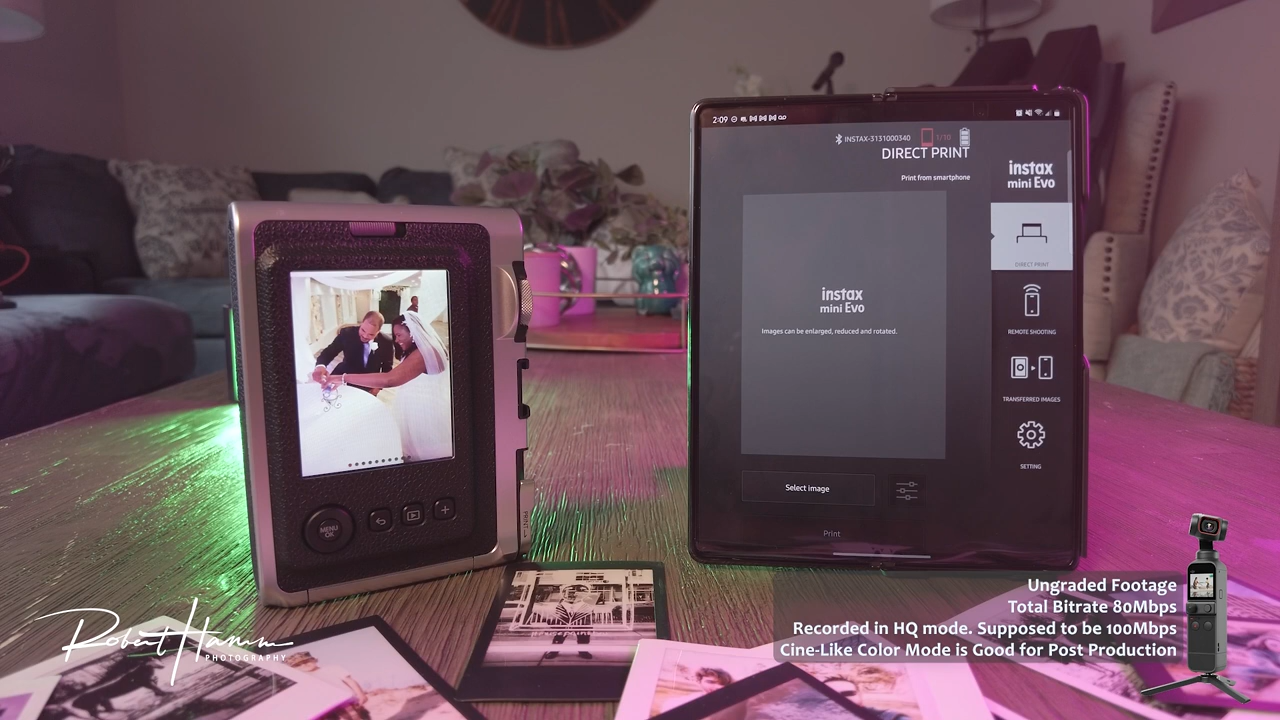 2:09
INSTAX-3131000340
1/10
DIRECT PRINT
Print from smartphone
instax
mini Evo
DIRECT PRINT
REMOTE SHOOTING
TRANSFERRED IMAGES
SETTING
instax
mini Evo
Images can be enlarged, reduced and rotated.
Select image
Print
MENU
OK
PRINT
Robert Hamm
PHOTOGRAPHY
Ungraded Footage
Total Bitrate 80Mbps
Recorded in HQ mode. Supposed to be 100Mbps
Cine-Like Color Mode is Good for Post Production